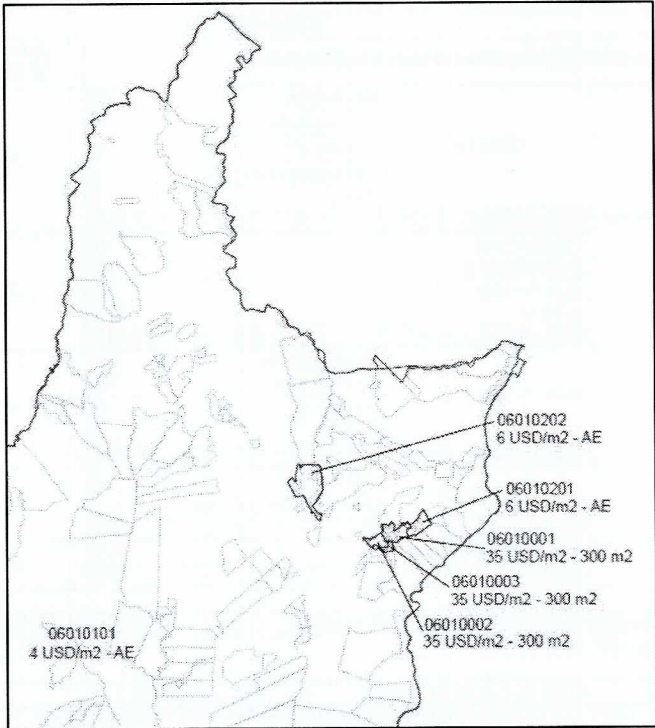 06010202
6 USD/m2 - AE
06010201
6 USD/m2 - AE
06010001
35 USD/m2 - 300 m2
06010003
35 USD/m2 - 300 m2
06010002
35 USD/m2 - 300 m2
06010101
4 USD/m2 - AE